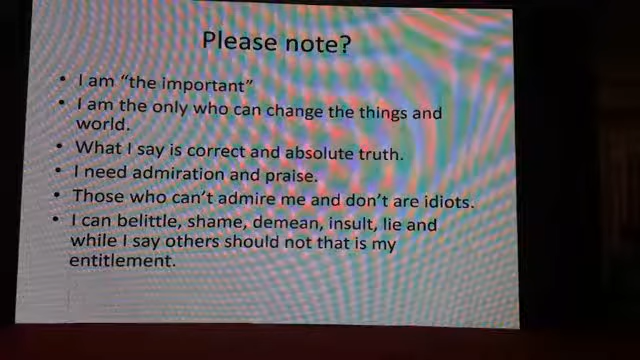 Please note?
• I am “the important”
• I am the only who can change the things and
world.
• What I say is correct and absolute truth.
• I need admiration and praise.
• Those who can’t admire me and don’t are idiots.
• I can belittle, shame, demean, insult, lie and
while I say others should not that is my
entitlement.